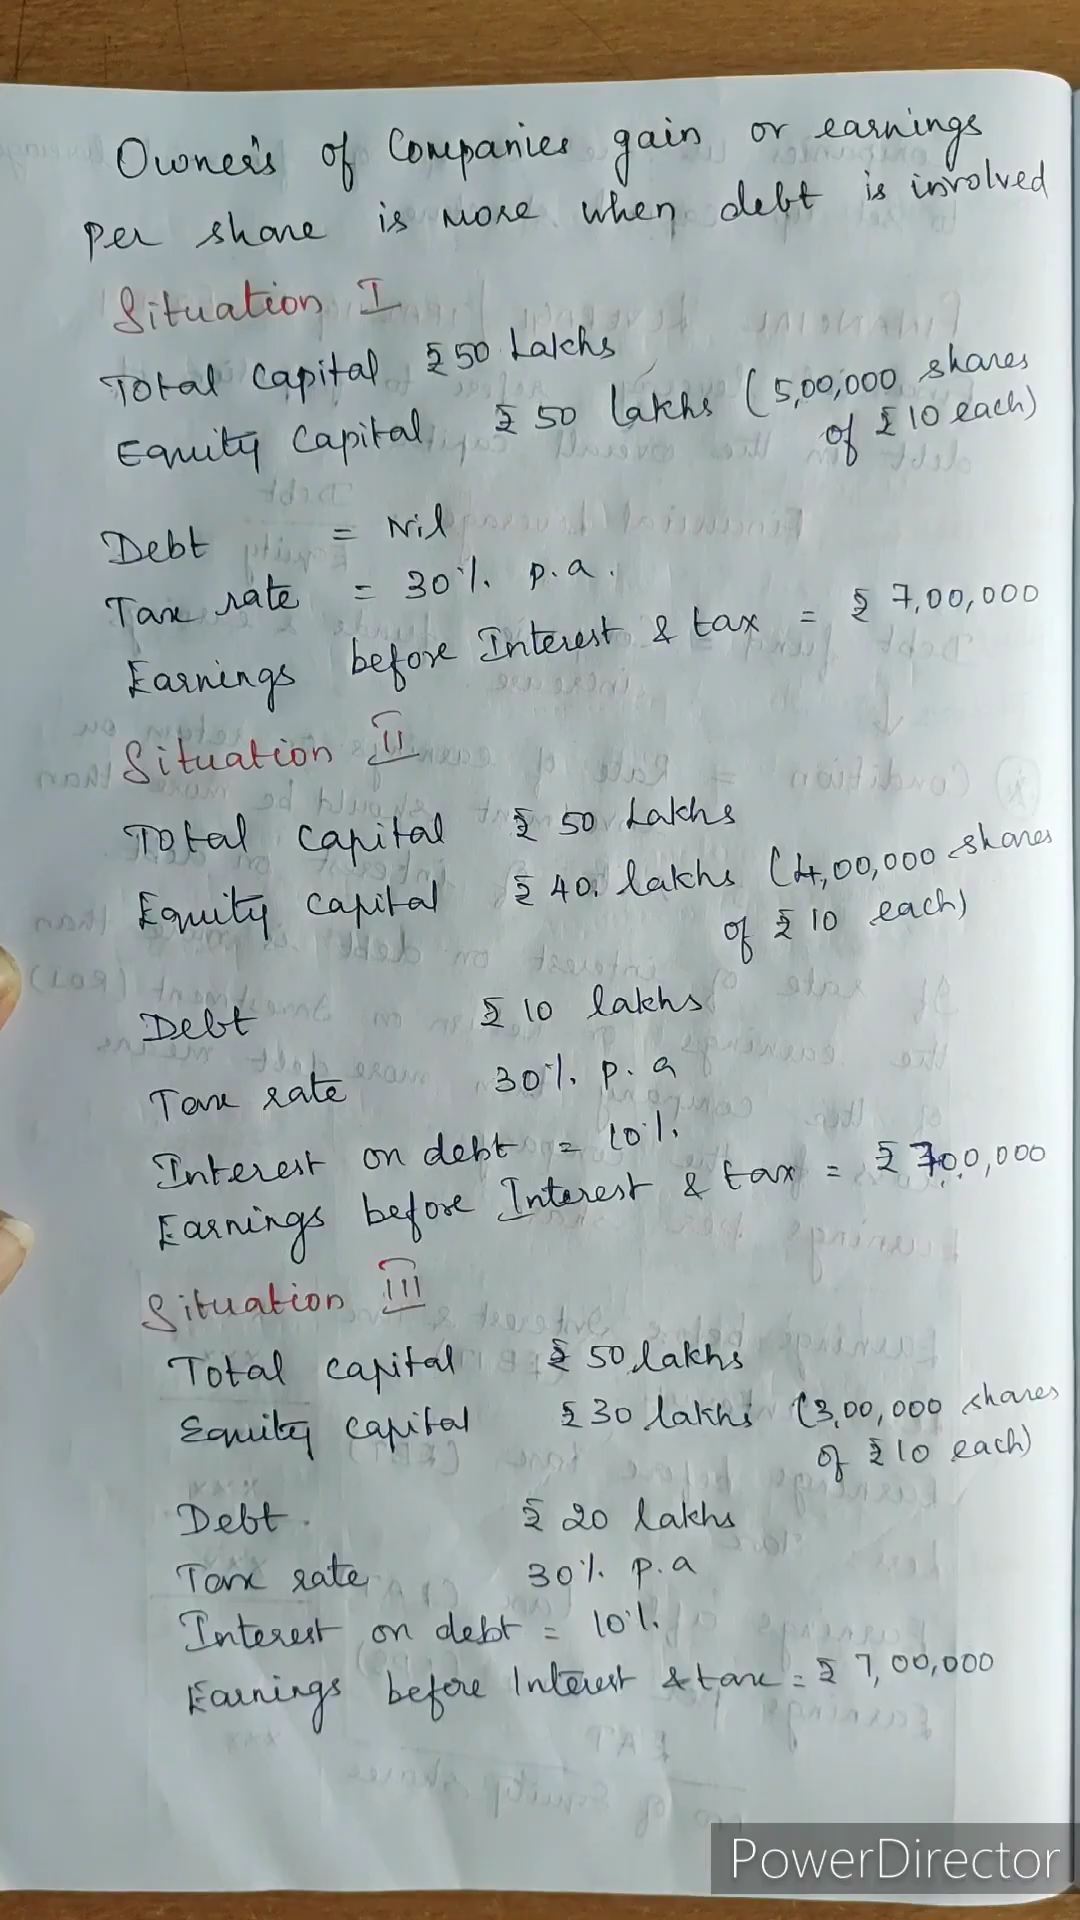 Owner's of Companies gain or earnings
per share is more when debt is involved
Situation I
Total Capital ₹ 50 Lakhs
Equity Capital ₹ 50 lakhs (5,00,000 shares
of ₹ 10 each)
Debt = Nil
Tax rate = 30% p.a.
Earnings before Interest & tax = ₹ 7,00,000
Situation II
Total capital ₹ 50 Lakhs
Equity capital ₹ 40 lakhs (4,00,000 shares
of ₹ 10 each)
Debt ₹ 10 lakhs
Tax rate 30% p.a
Interest on debt = 10%.
Earnings before Interest & tax = ₹ 700,000
Situation III
Total capital ₹ 50 lakhs
Equity capital ₹ 30 lakhs (3,00,000 shares
of ₹ 10 each)
Debt ₹ 20 lakhs
Tax rate 30% p.a
Interest on debt = 10%.
Earnings before Interest & tax = ₹ 7,00,000
PowerDirector